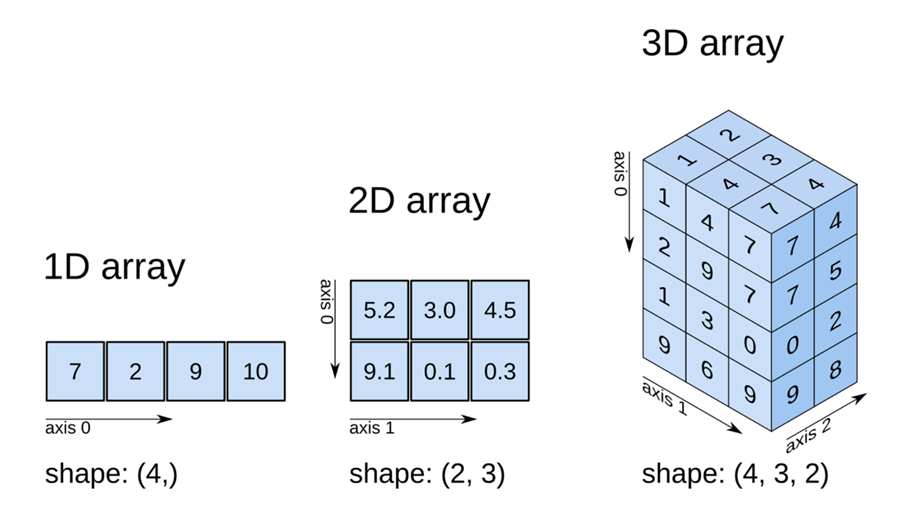 1D array
7 2 9 10
axis 0
shape: (4,)
2D array
axis 0
5.2 3.0 4.5
9.1 0.1 0.3
axis 1
shape: (2, 3)
3D array
axis 0
2
1 3
4 4
7
1 4 7 7 4
2 9 7 7 5
1 3 0 0 2
9 6 9 9 8
axis 1
axis 2
shape: (4, 3, 2)